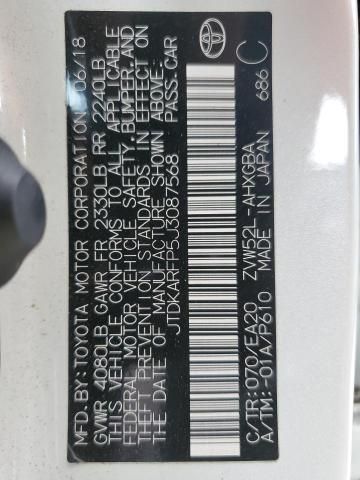 MFD. BY: TOYOTA MOTOR CORPORATION 06/18
GVWR 4080LB GAWR FR 2330LB RR 2240LB
THIS VEHICLE CONFORMS TO ALL APPLICABLE
FEDERAL MOTOR VEHICLE SAFETY, BUMPER, AND
THEFT PREVENTION STANDARDS IN EFFECT ON
THE DATE OF MANUFACTURE SHOWN ABOVE.
JTDKARFP5J3087568 PASS. CAR
C/TR: 070/EA20 ZVW52L-AHXGBA
A/TM: -01A/P610 MADE IN JAPAN
686 C
TOYOTA